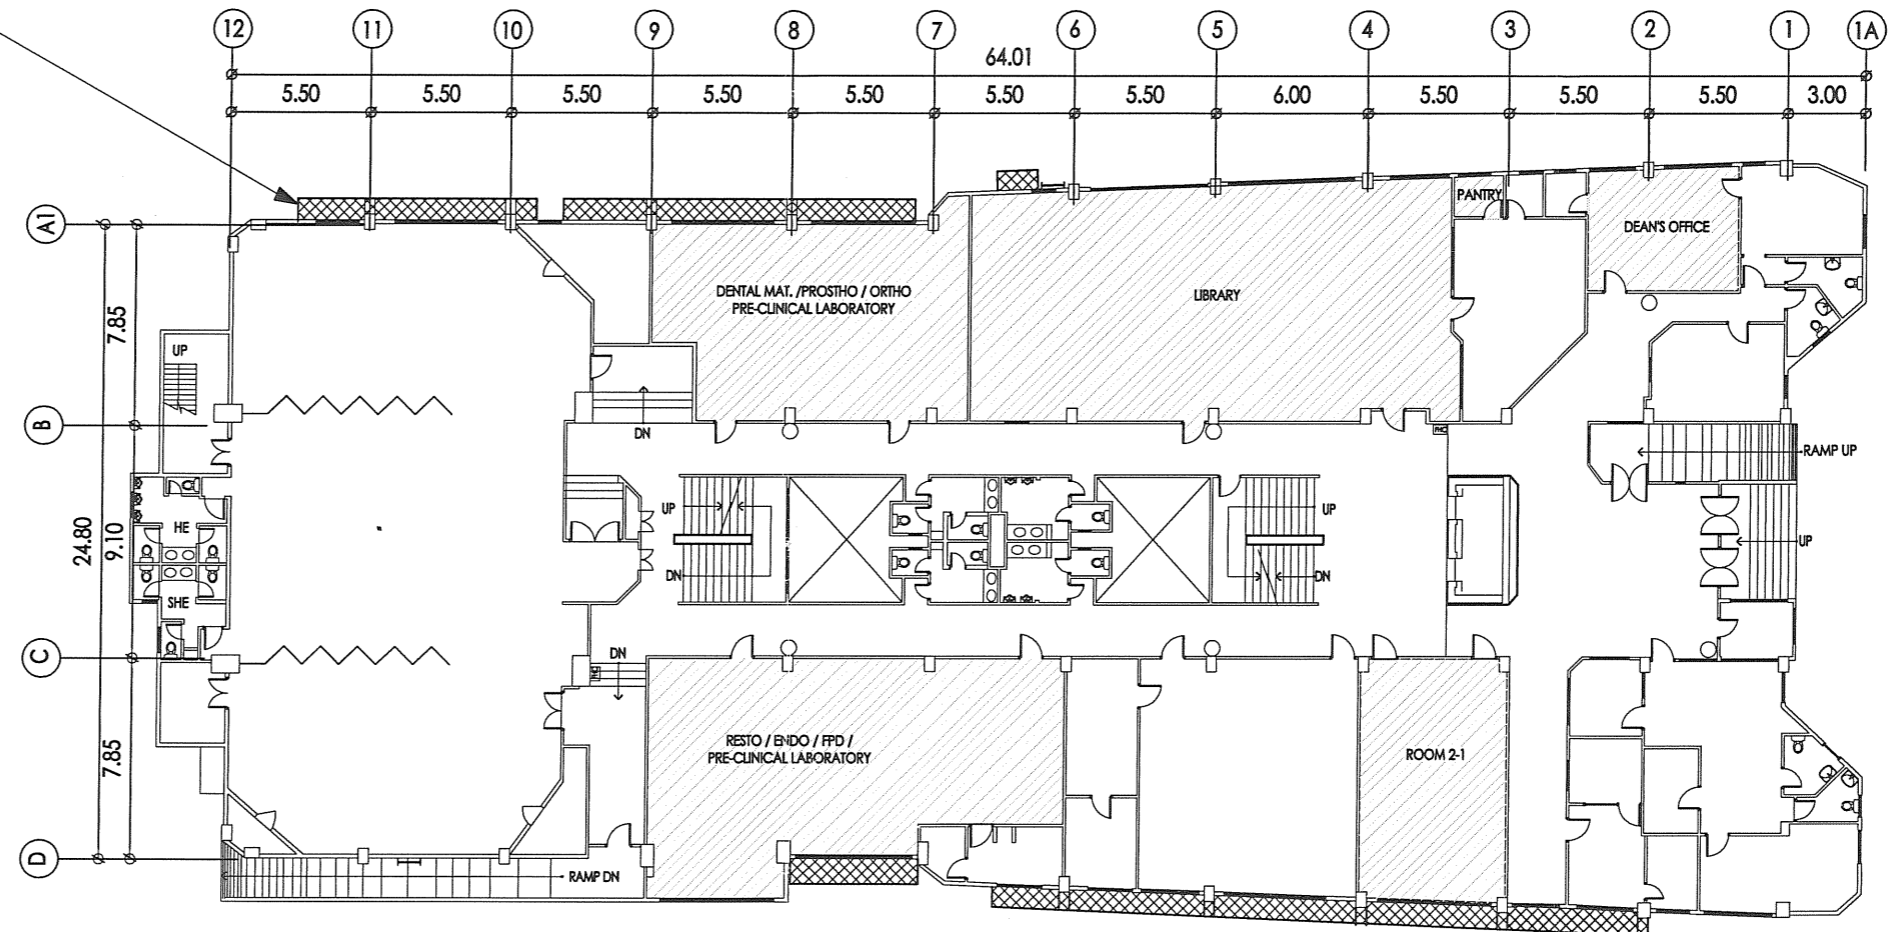 12 11 10 9 8 7 6 5 4 3 2 1 1A
64.01
5.50 5.50 5.50 5.50 5.50 5.50 5.50 6.00 5.50 5.50 5.50 3.00
A1
PANTRY
DEAN'S OFFICE
DENTAL MAT. /PROSTHO / ORTHO
PRE-CLINICAL LABORATORY
LIBRARY
7.85
UP
B
DN
RAMP UP
24.80
9.10
HE
UP
UP
UP
DN
DN
SHE
C
DN
7.85
RESTO / ENDO / FPD /
PRE-CLINICAL LABORATORY
ROOM 2-1
D
RAMP DN